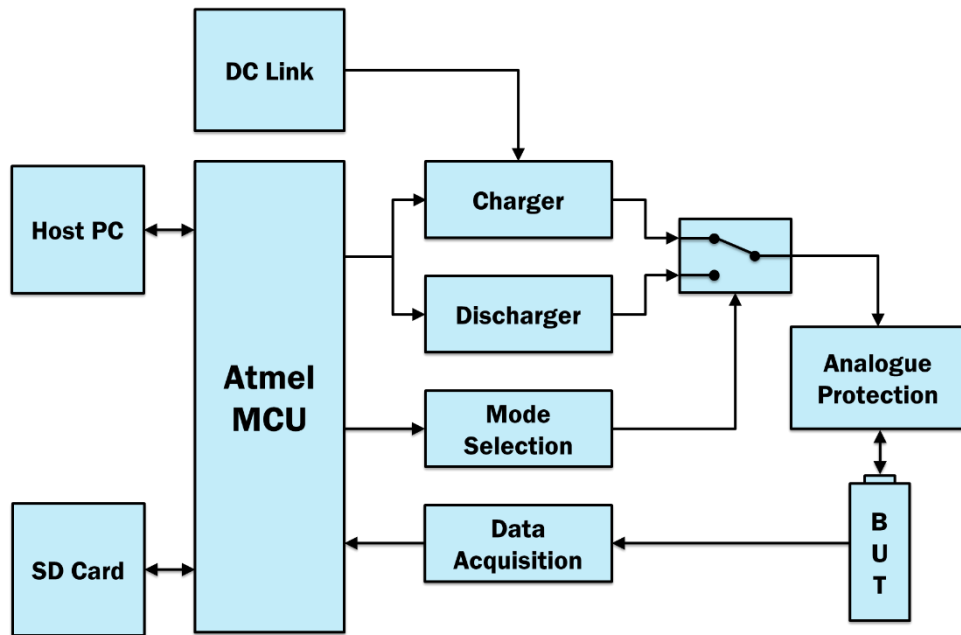 DC Link
Host PC
Charger
Discharger
Atmel
MCU
Analogue
Protection
Mode
Selection
SD Card
Data
Acquisition
B
U
T